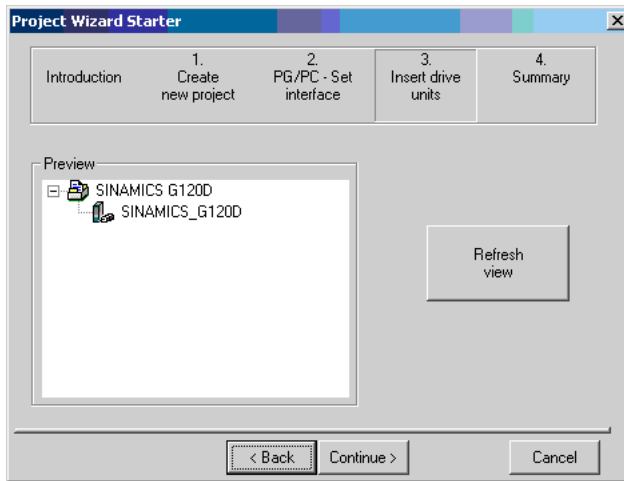 Project Wizard Starter
Introduction
1.
Create
new project
2.
PG/PC - Set
interface
3.
Insert drive
units
4.
Summary
Preview
SINAMICS G120D
SINAMICS_G120D
Refresh
view
< Back
Continue >
Cancel